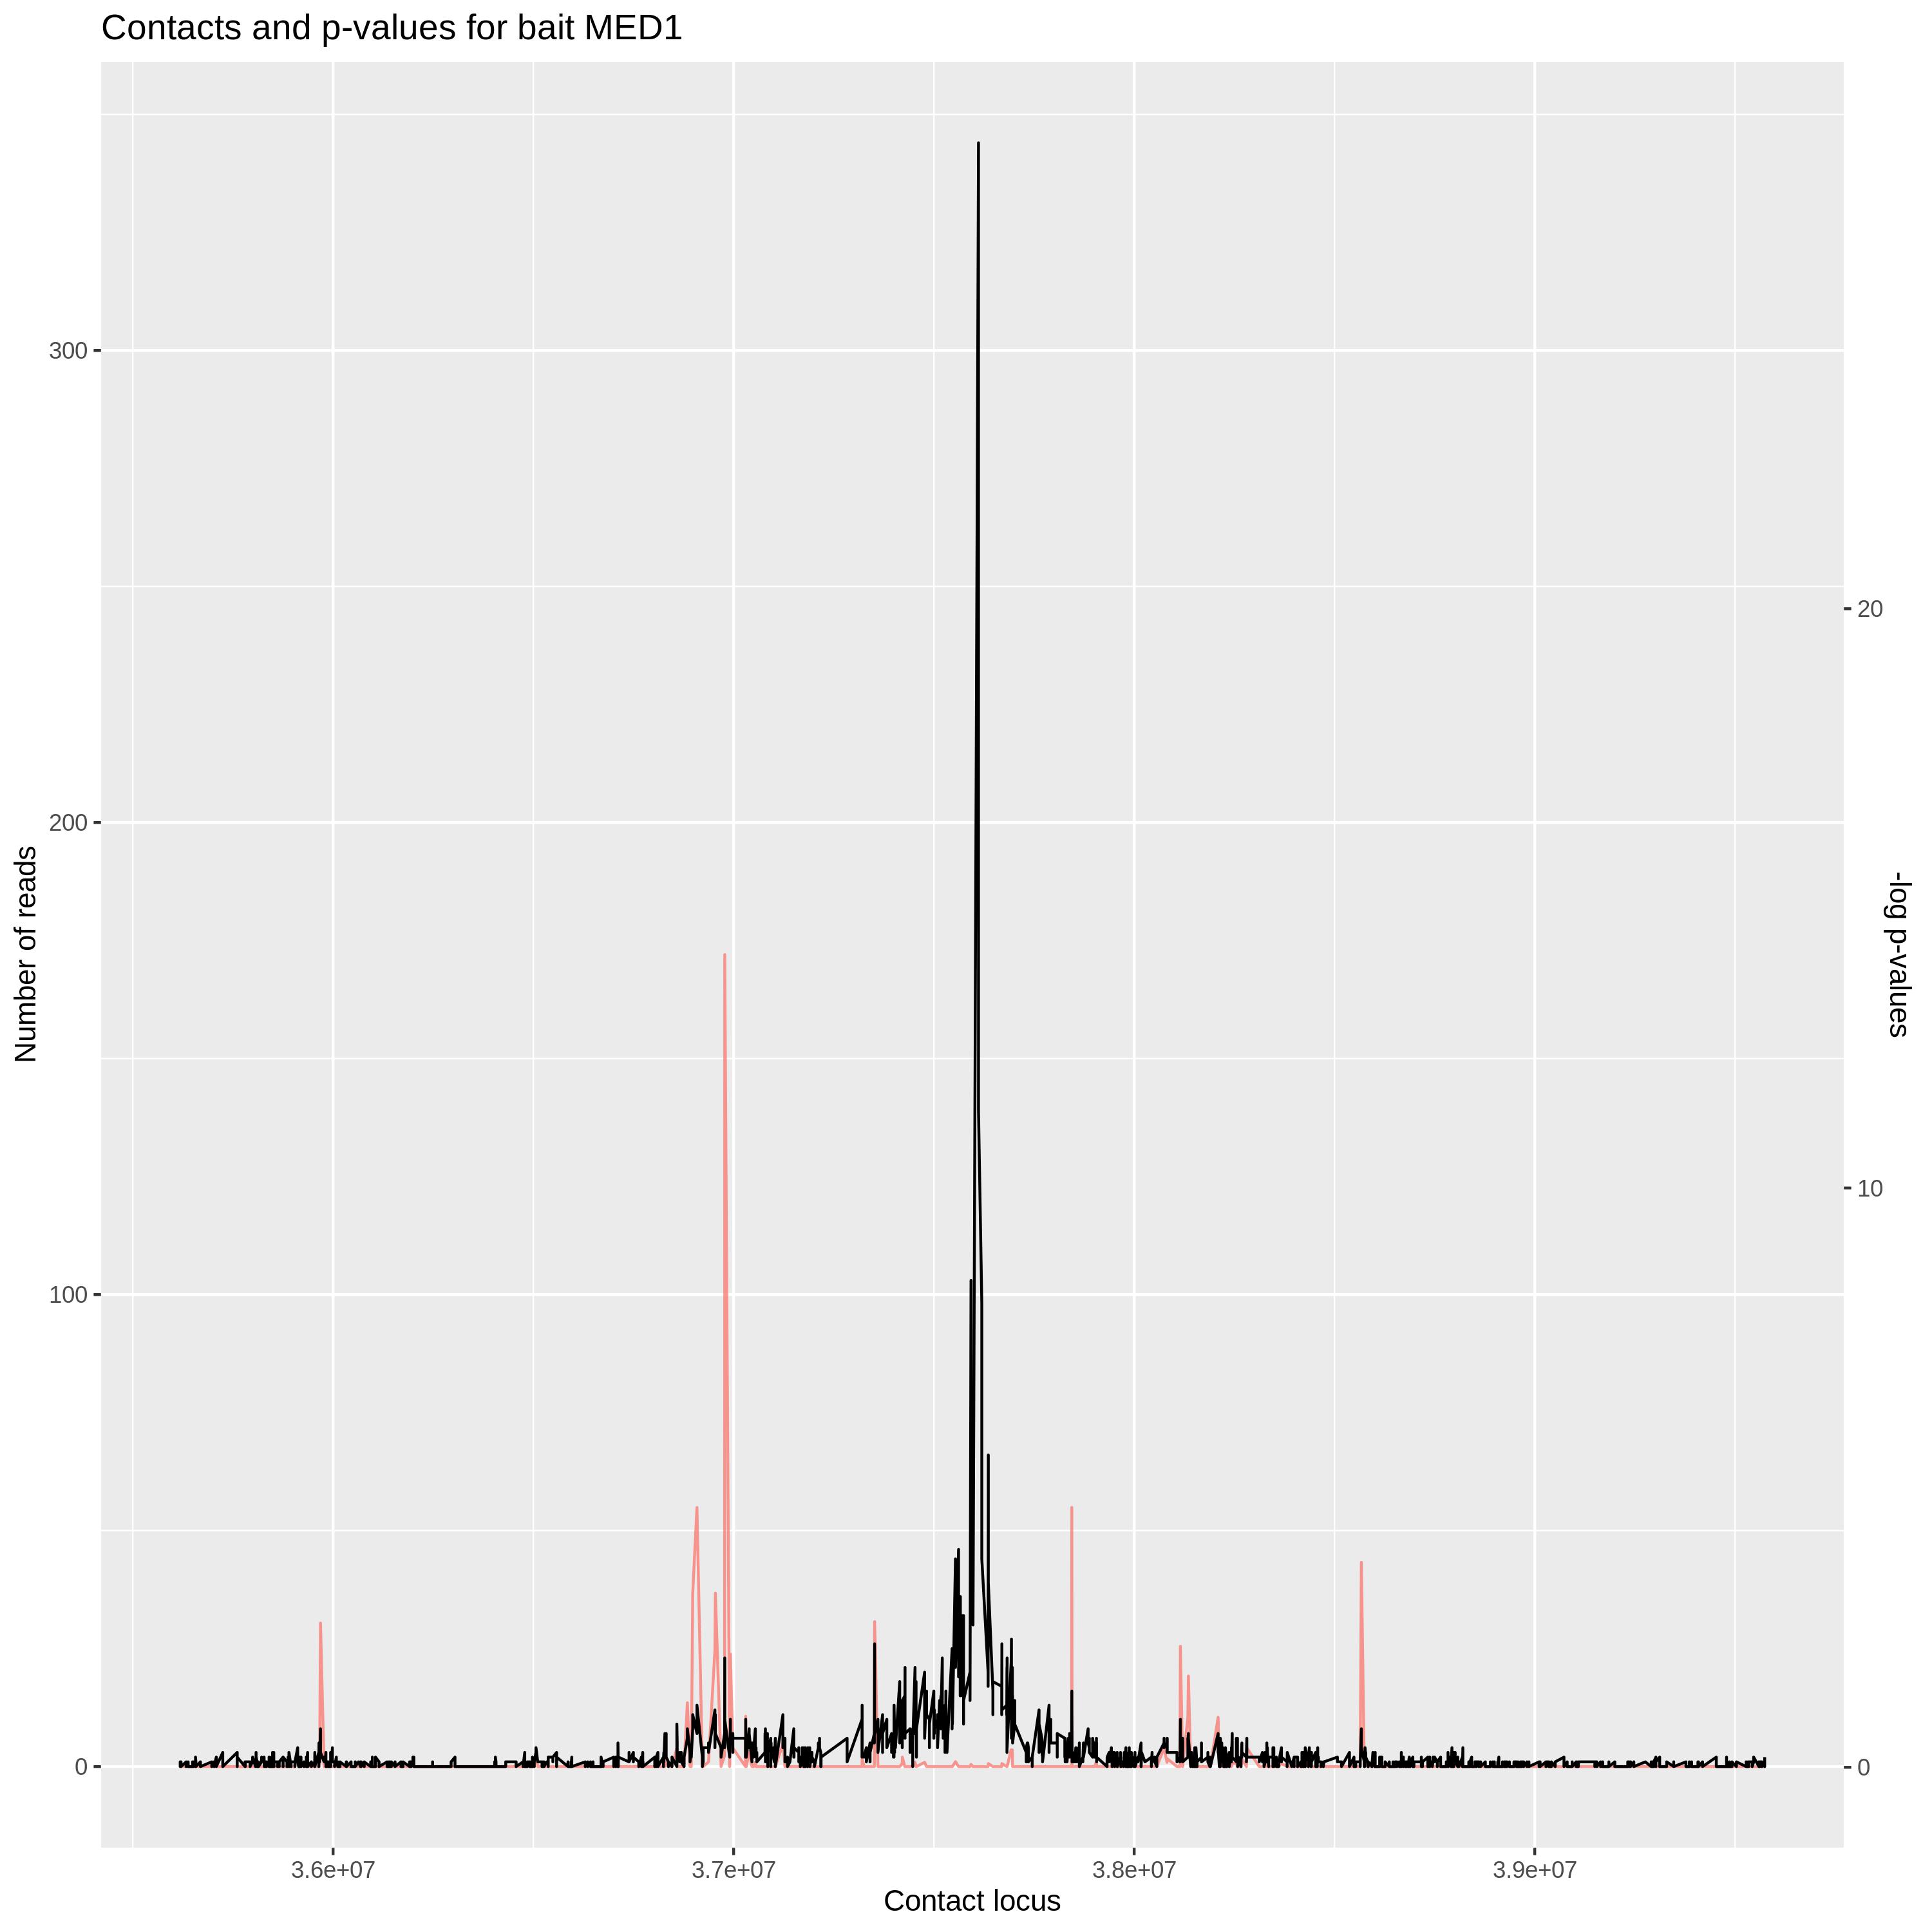 Contacts and p-values for bait MED1
300
200
100
0
20
10
0
Number of reads
-log p-values
3.6e+07
3.7e+07
3.8e+07
3.9e+07
Contact locus